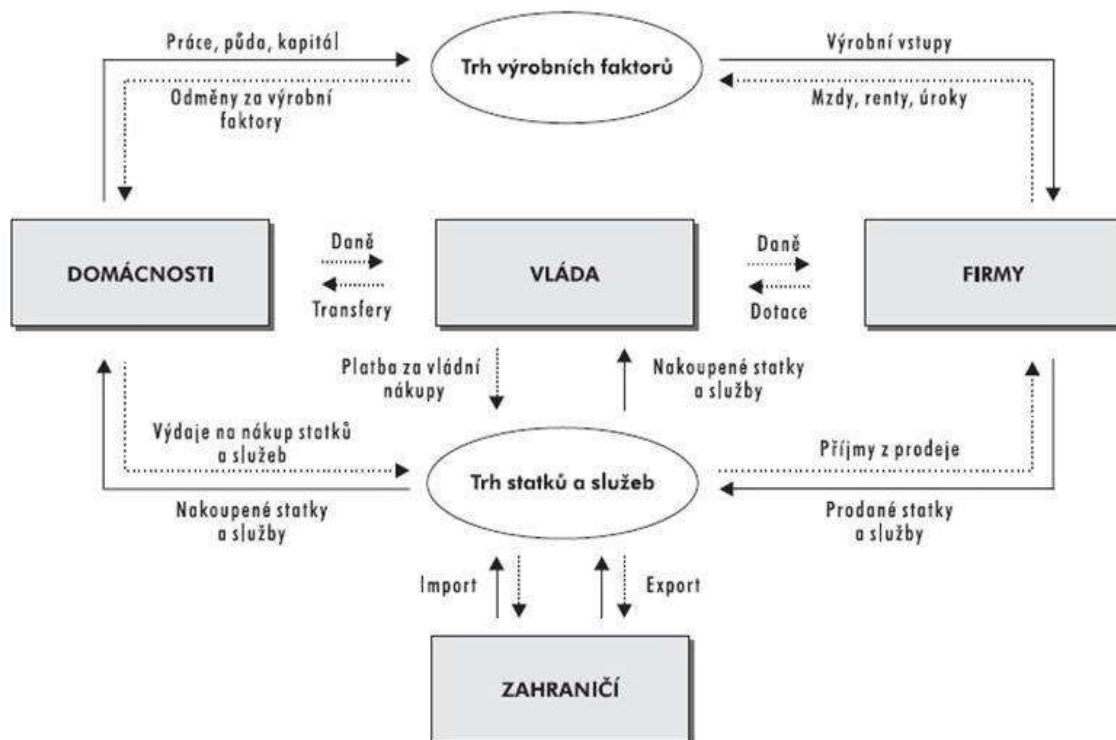 Práce, půda, kapitál
Odměny za výrobní
faktory
Trh výrobních faktorů
Výrobní vstupy
Mzdy, renty, úroky
DOMÁCNOSTI
Daně
Transfery
VLÁDA
Daně
Dotace
FIRMY
Platba za vládní
nákupy
Nakoupené statky
a služby
Výdaje na nákup statků
a služeb
Nakoupené statky
a služby
Trh statků a služeb
Příjmy z prodeje
Prodané statky
a služby
Import
Export
ZAHRANIČÍ